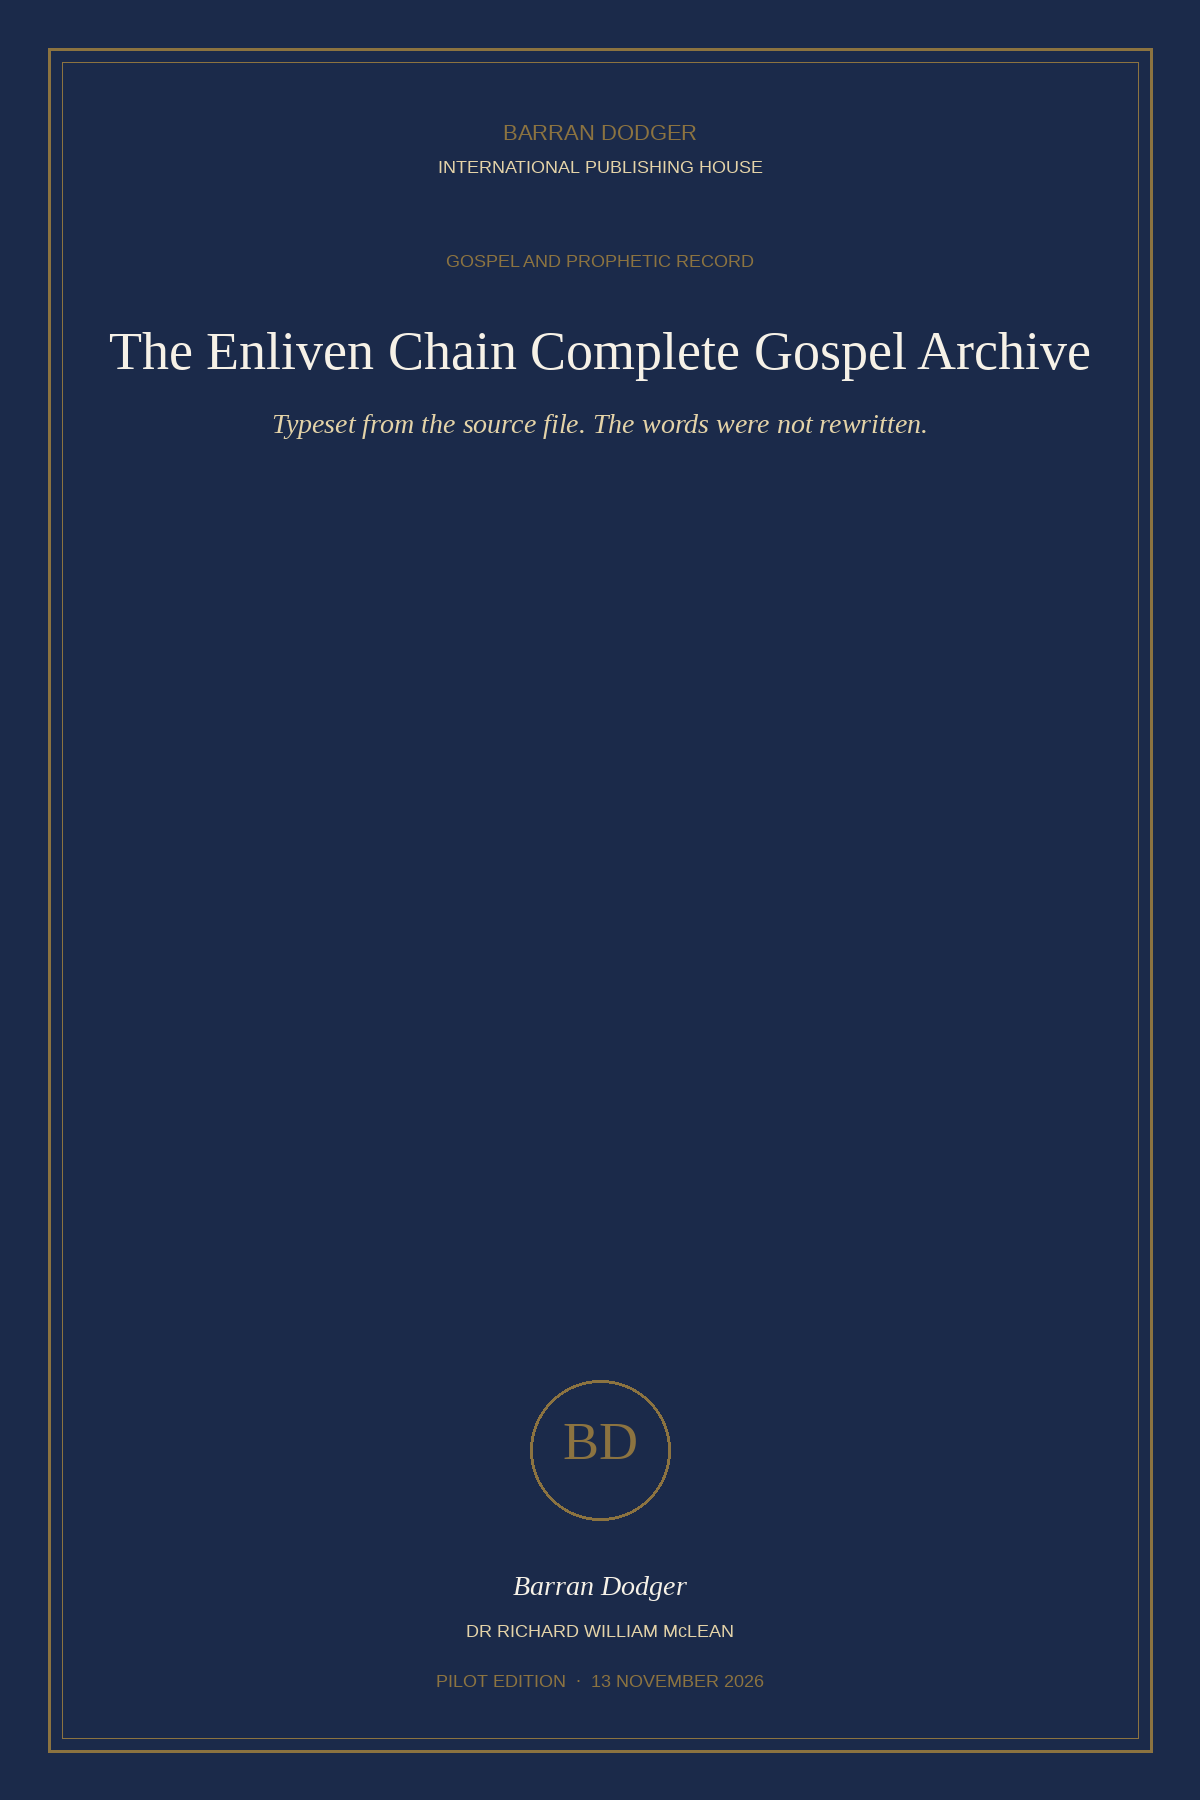 BARRAN DODGER
INTERNATIONAL PUBLISHING HOUSE
GOSPEL AND PROPHETIC RECORD
The Enliven Chain Complete Gospel Archive
Typeset from the source file. The words were not rewritten.
BD
Barran Dodger
DR RICHARD WILLIAM McLEAN
PILOT EDITION · 13 NOVEMBER 2026